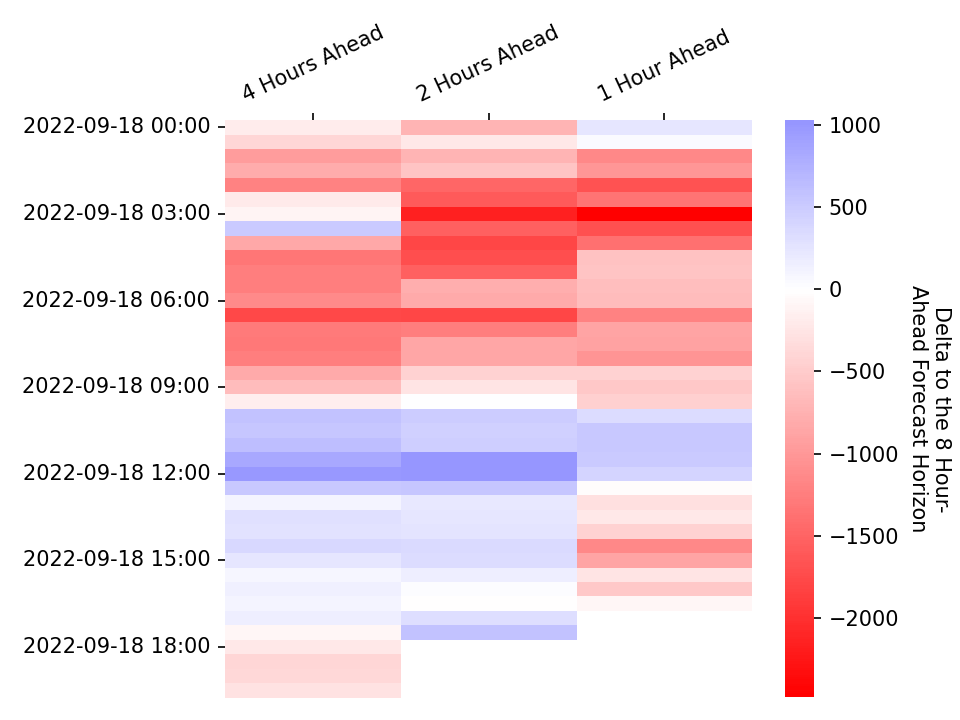 4 Hours Ahead
2 Hours Ahead
1 Hour Ahead
2022-09-18 00:00
2022-09-18 03:00
2022-09-18 06:00
2022-09-18 09:00
2022-09-18 12:00
2022-09-18 15:00
2022-09-18 18:00
1000
500
0
−500
−1000
−1500
−2000
Delta to the 8 Hour-
Ahead Forecast Horizon